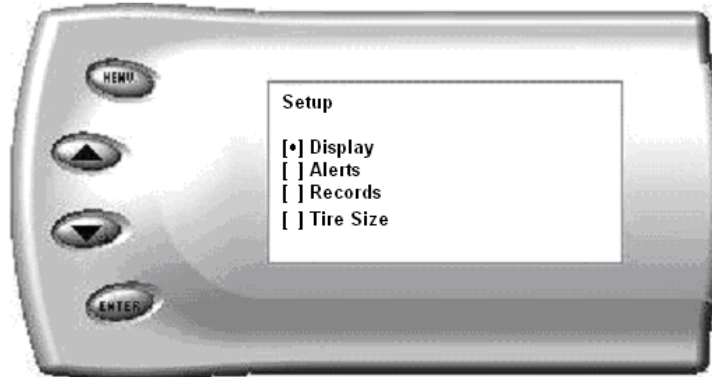 MENU
Setup
[•] Display
[ ] Alerts
[ ] Records
[ ] Tire Size
ENTER